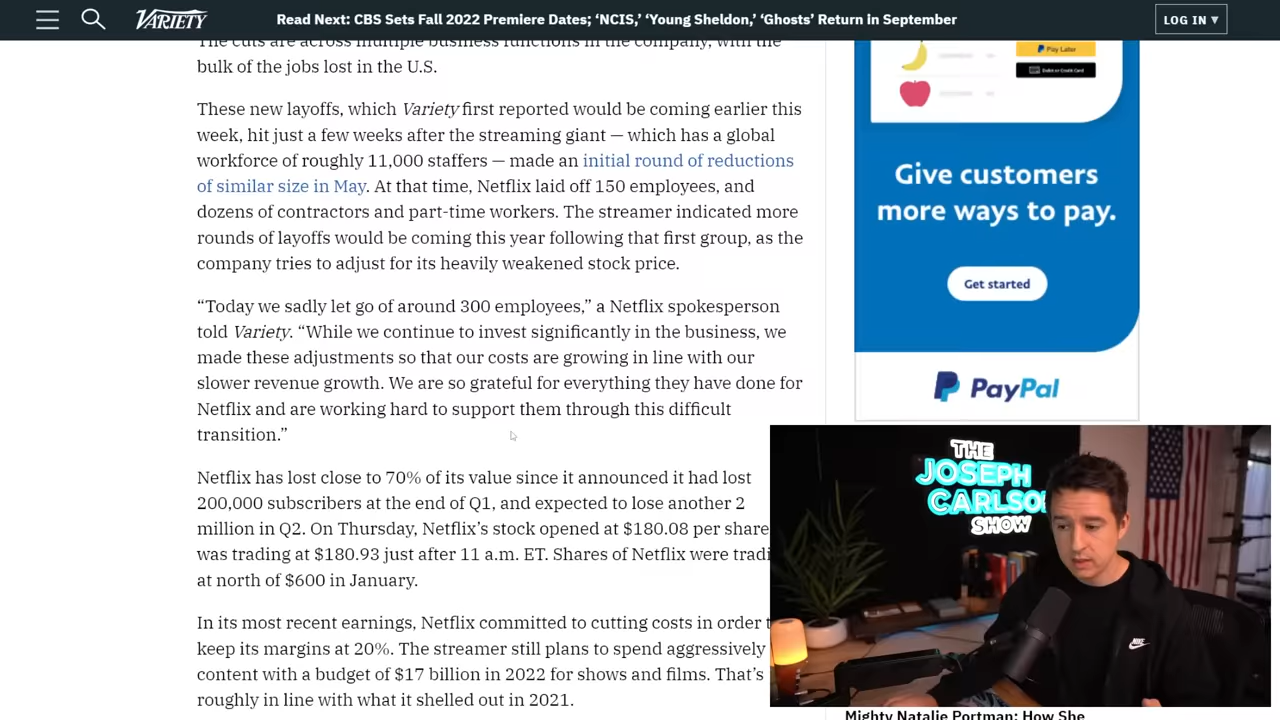 VARIETY
Read Next: CBS Sets Fall 2022 Premiere Dates; ‘NCIS,’ ‘Young Sheldon,’ ‘Ghosts’ Return in September
LOG IN ▾
The cuts are across multiple business functions in the company, with the
bulk of the jobs lost in the U.S.
These new layoffs, which Variety first reported would be coming earlier this
week, hit just a few weeks after the streaming giant — which has a global
workforce of roughly 11,000 staffers — made an initial round of reductions
of similar size in May. At that time, Netflix laid off 150 employees, and
dozens of contractors and part-time workers. The streamer indicated more
rounds of layoffs would be coming this year following that first group, as the
company tries to adjust for its heavily weakened stock price.
“Today we sadly let go of around 300 employees,” a Netflix spokesperson
told Variety. “While we continue to invest significantly in the business, we
made these adjustments so that our costs are growing in line with our
slower revenue growth. We are so grateful for everything they have done for
Netflix and are working hard to support them through this difficult
transition.”
Netflix has lost close to 70% of its value since it announced it had lost
200,000 subscribers at the end of Q1, and expected to lose another 2
million in Q2. On Thursday, Netflix’s stock opened at $180.08 per share
was trading at $180.93 just after 11 a.m. ET. Shares of Netflix were tradi
at north of $600 in January.
In its most recent earnings, Netflix committed to cutting costs in order t
keep its margins at 20%. The streamer still plans to spend aggressively
content with a budget of $17 billion in 2022 for shows and films. That’s
roughly in line with what it shelled out in 2021.
Pay Later
Debit or Credit Card
Give customers
more ways to pay.
Get started
PayPal
THE
JOSEPH
CARLSO
SHOW
Mighty Natalie Portman: How She